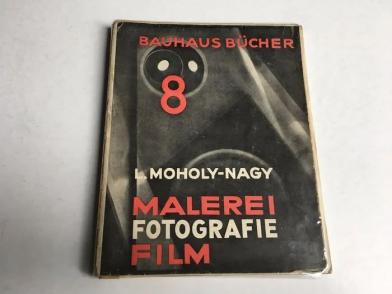 BAUHAUS BÜCHER
8
L. MOHOLY-NAGY
MALEREI
FOTOGRAFIE
FILM